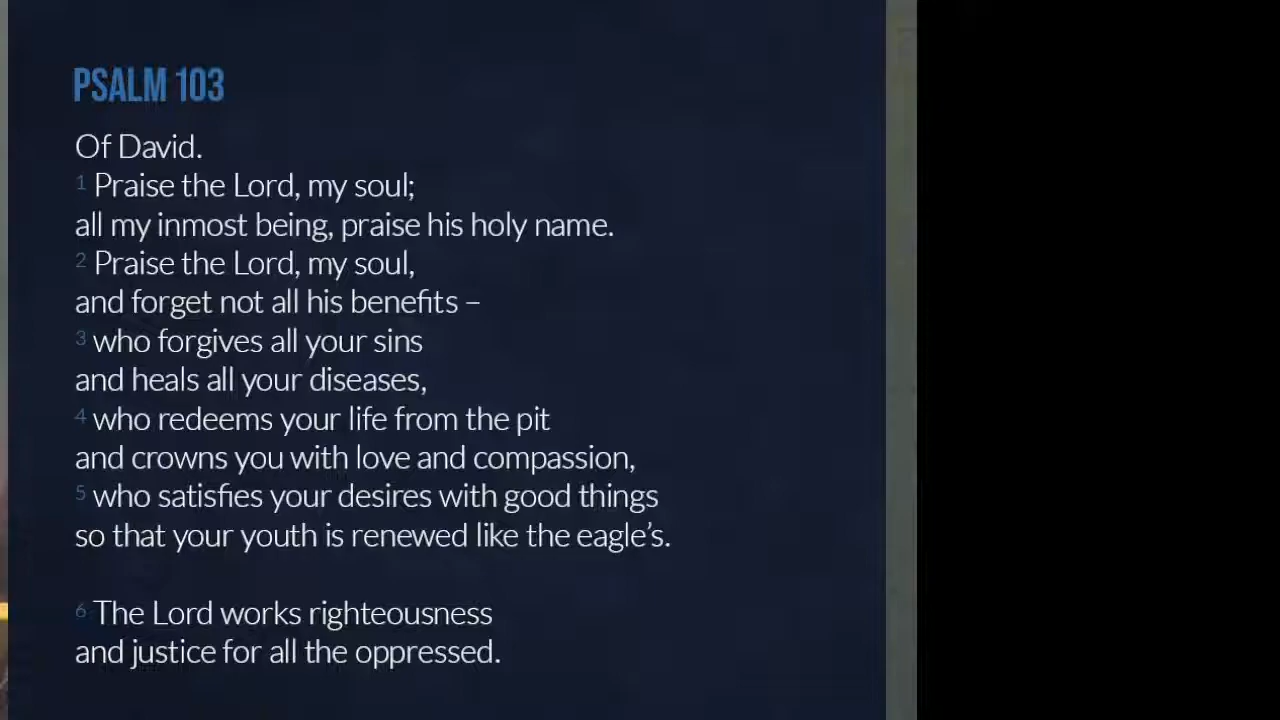 PSALM 103
Of David.
1 Praise the Lord, my soul;
all my inmost being, praise his holy name.
2 Praise the Lord, my soul,
and forget not all his benefits –
3 who forgives all your sins
and heals all your diseases,
4 who redeems your life from the pit
and crowns you with love and compassion,
5 who satisfies your desires with good things
so that your youth is renewed like the eagle’s.
6 The Lord works righteousness
and justice for all the oppressed.